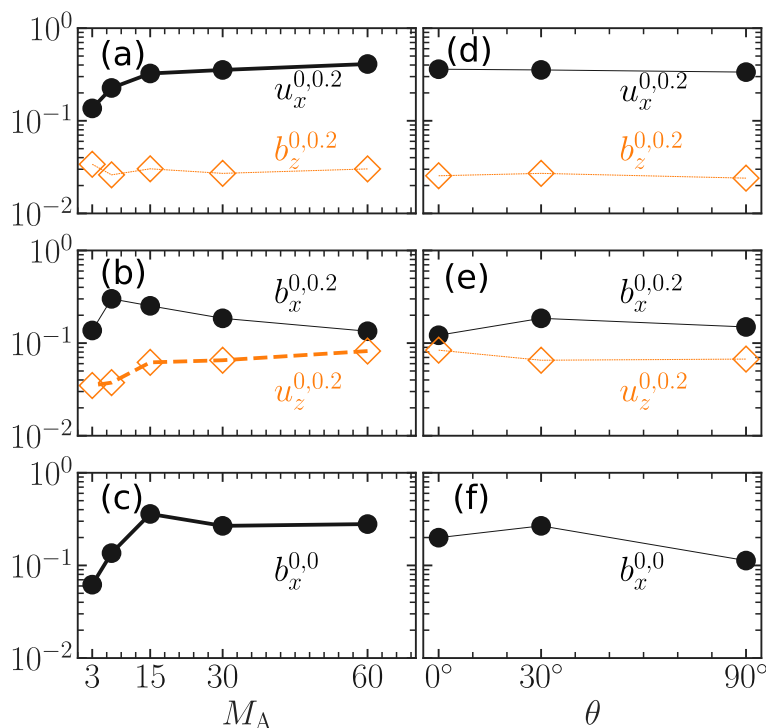 10^0
(a)
(d)
u_x^{0,0.2}
u_x^{0,0.2}
10^{-1}
b_z^{0,0.2}
b_z^{0,0.2}
10^{-2}
10^0
(b)
(e)
b_x^{0,0.2}
b_x^{0,0.2}
10^{-1}
u_z^{0,0.2}
u_z^{0,0.2}
10^{-2}
10^0
(c)
(f)
10^{-1}
b_x^{0,0}
b_x^{0,0}
10^{-2}
3 15 30 60
0° 30° 90°
M_A
θ